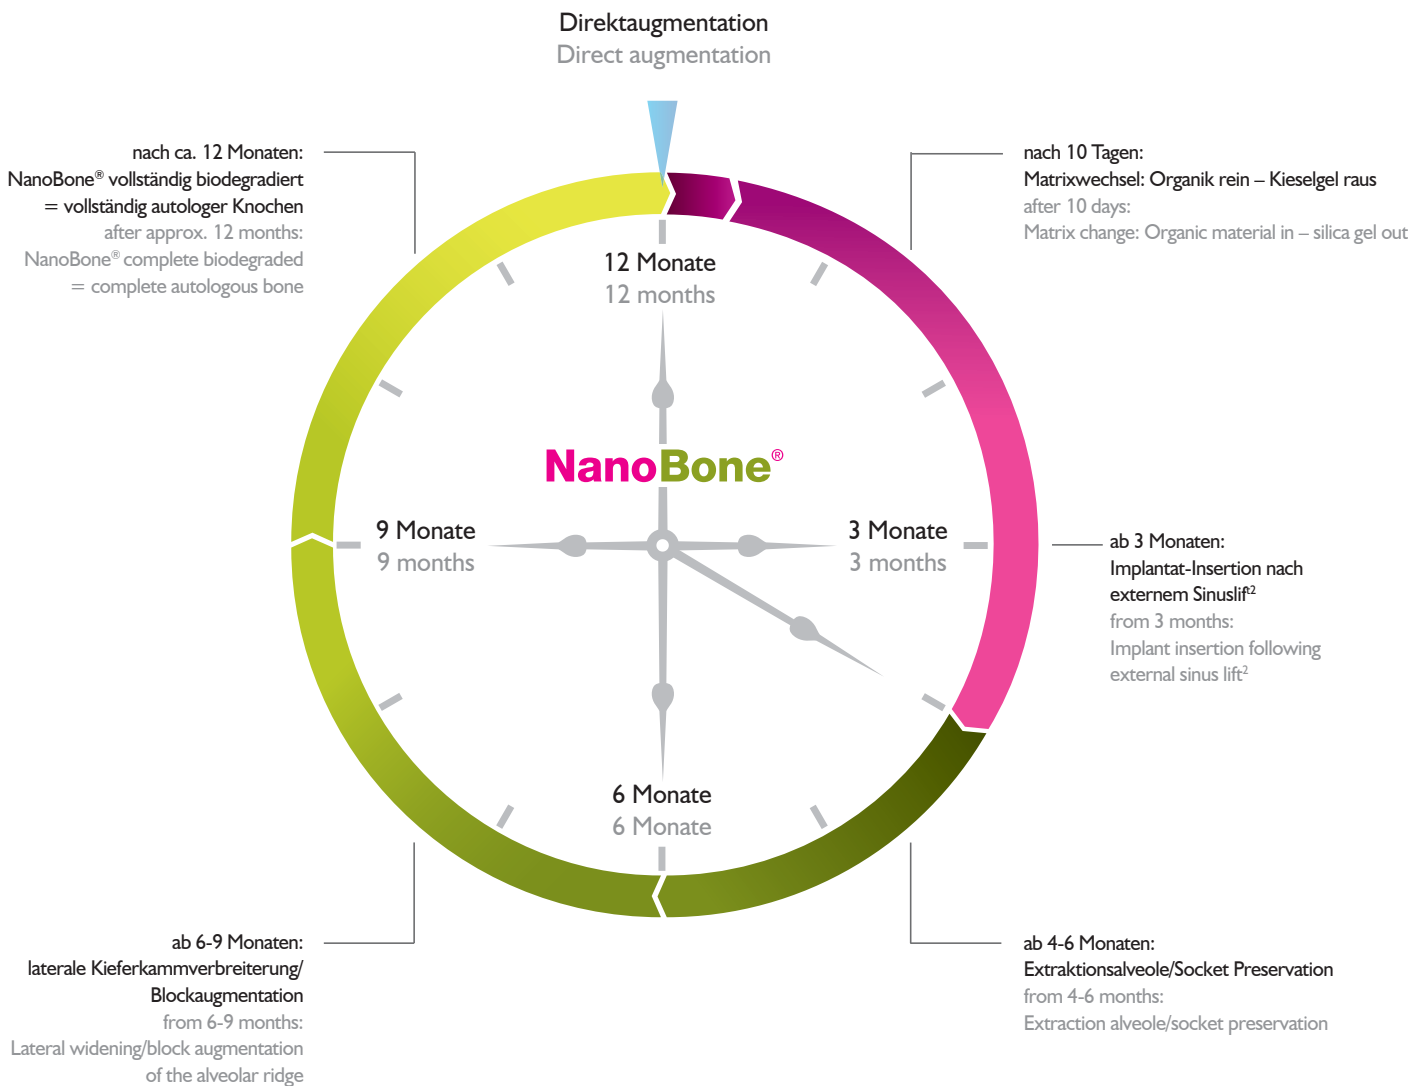 Direktaugmentation
Direct augmentation
nach ca. 12 Monaten:
NanoBone® vollständig biodegradiert
= vollständig autologer Knochen
after approx. 12 months:
NanoBone® complete biodegraded
= complete autologous bone
nach 10 Tagen:
Matrixwechsel: Organik rein – Kieselgel raus
after 10 days:
Matrix change: Organic material in – silica gel out
12 Monate
12 months
NanoBone®
9 Monate
9 months
3 Monate
3 months
ab 3 Monaten:
Implantat-Insertion nach
externem Sinuslift²
from 3 months:
Implant insertion following
external sinus lift²
6 Monate
6 Monate
ab 6-9 Monaten:
laterale Kieferkammverbreiterung/
Blockaugmentation
from 6-9 months:
Lateral widening/block augmentation
of the alveolar ridge
ab 4-6 Monaten:
Extraktionsalveole/Socket Preservation
from 4-6 months:
Extraction alveole/socket preservation